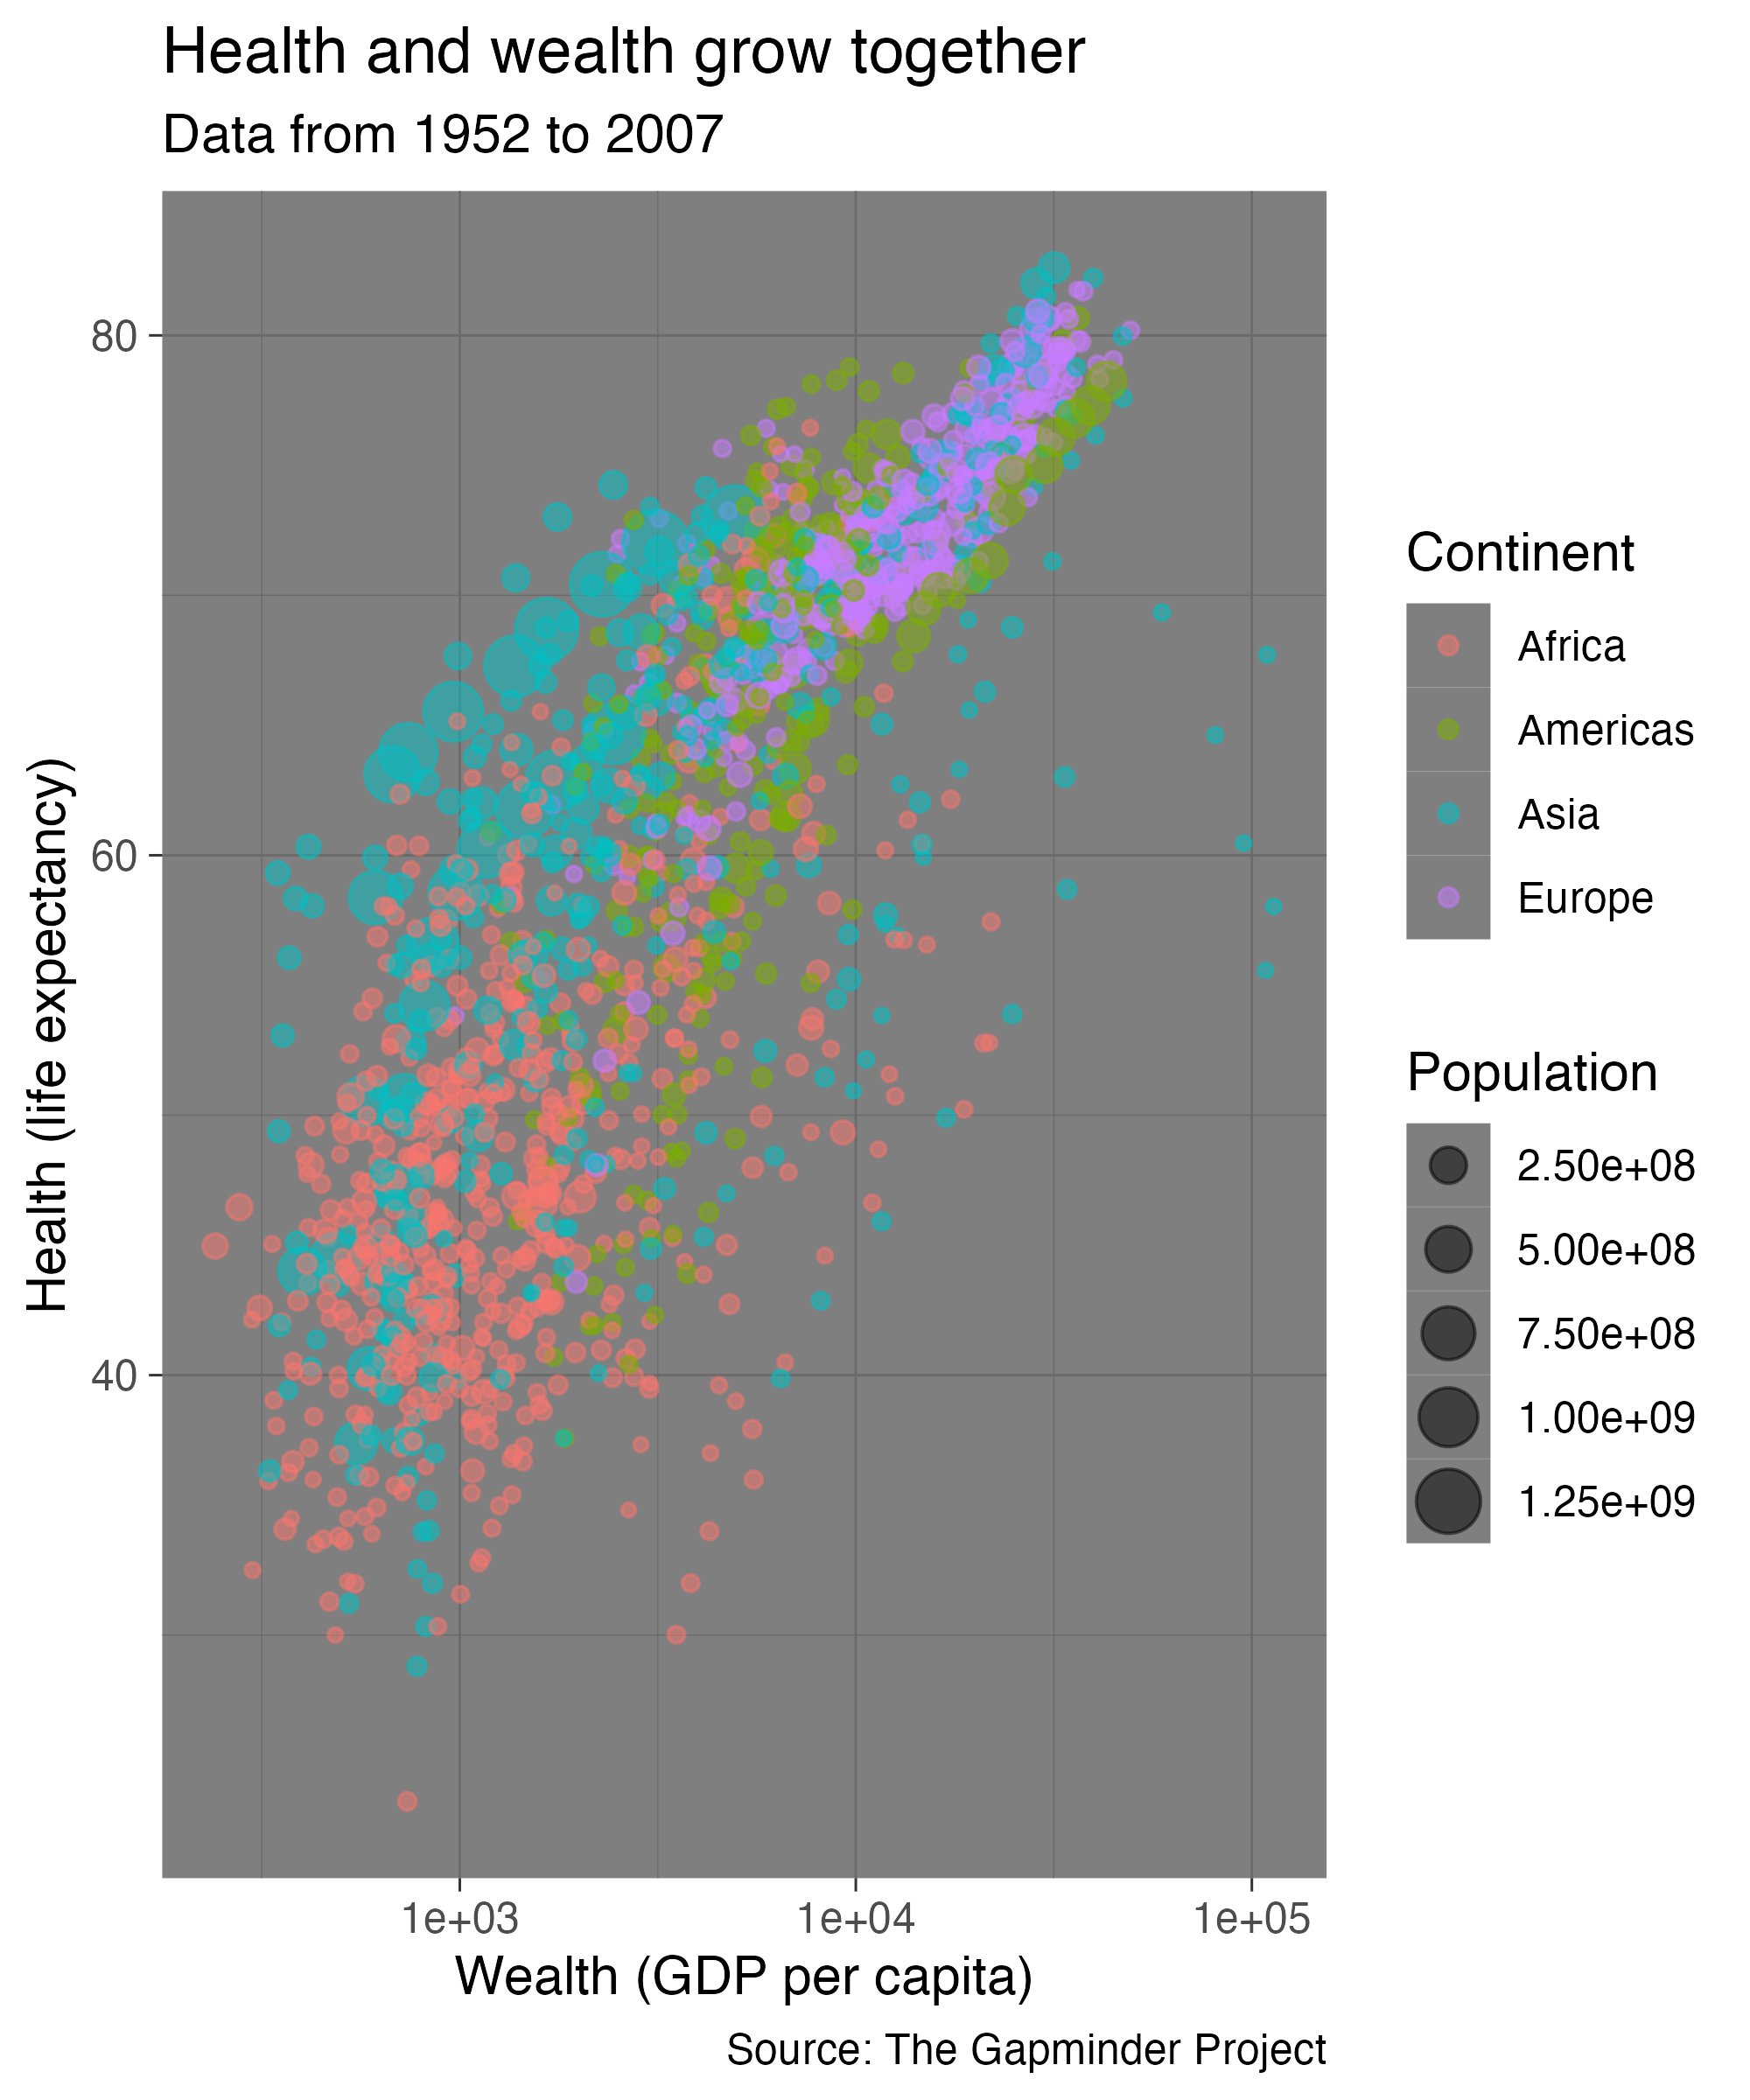 Health and wealth grow together
Data from 1952 to 2007
Health (life expectancy)
80
60
40
1e+03 1e+04 1e+05
Wealth (GDP per capita)
Source: The Gapminder Project
Continent
Africa
Americas
Asia
Europe
Population
2.50e+08
5.00e+08
7.50e+08
1.00e+09
1.25e+09